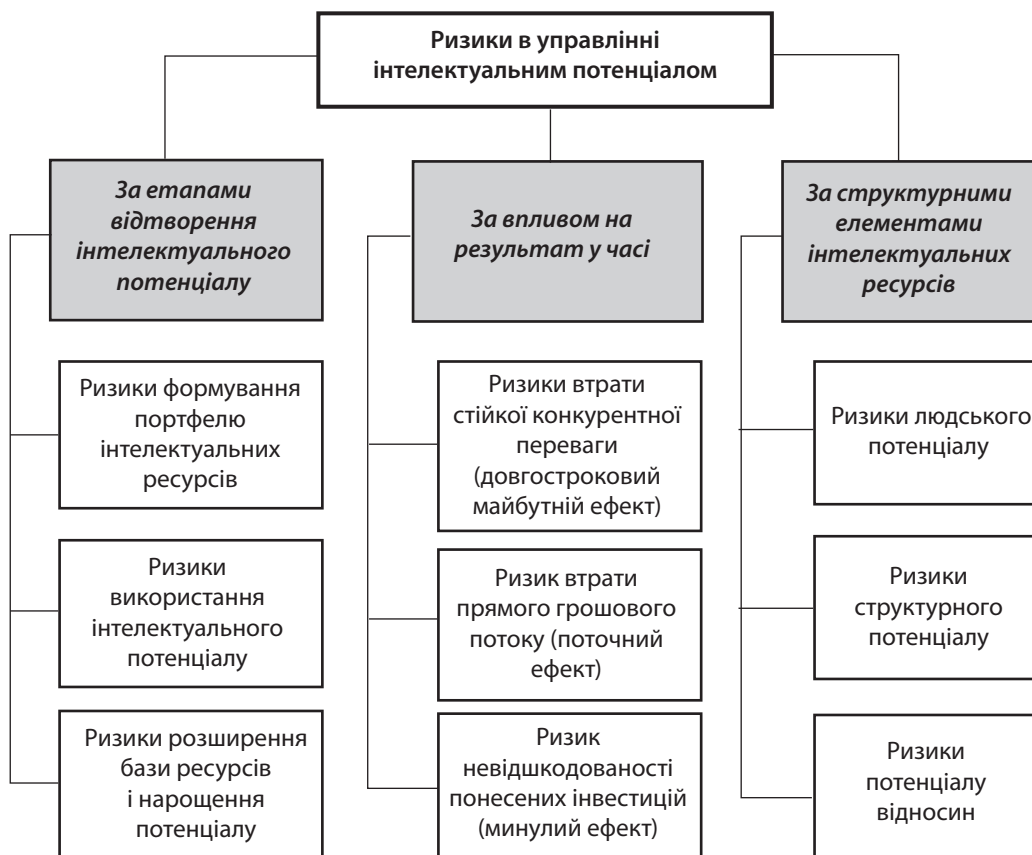 Ризики в управлінні
інтелектуальним потенціалом
За етапами
відтворення
інтелектуального
потенціалу
Ризики формування
портфелю
інтелектуальних
ресурсів
Ризики
використання
інтелектуального
потенціалу
Ризики розширення
бази ресурсів
і нарощення
потенціалу
За впливом на
результат у часі
Ризики втрати
стійкої конкурентної
переваги
(довгостроковий
майбутній ефект)
Ризик втрати
прямого грошового
потоку (поточний
ефект)
Ризик
невідшкодованості
понесених інвестицій
(минулий ефект)
За структурними
елементами
інтелектуальних
ресурсів
Ризики людського
потенціалу
Ризики
структурного
потенціалу
Ризики
потенціалу
відносин